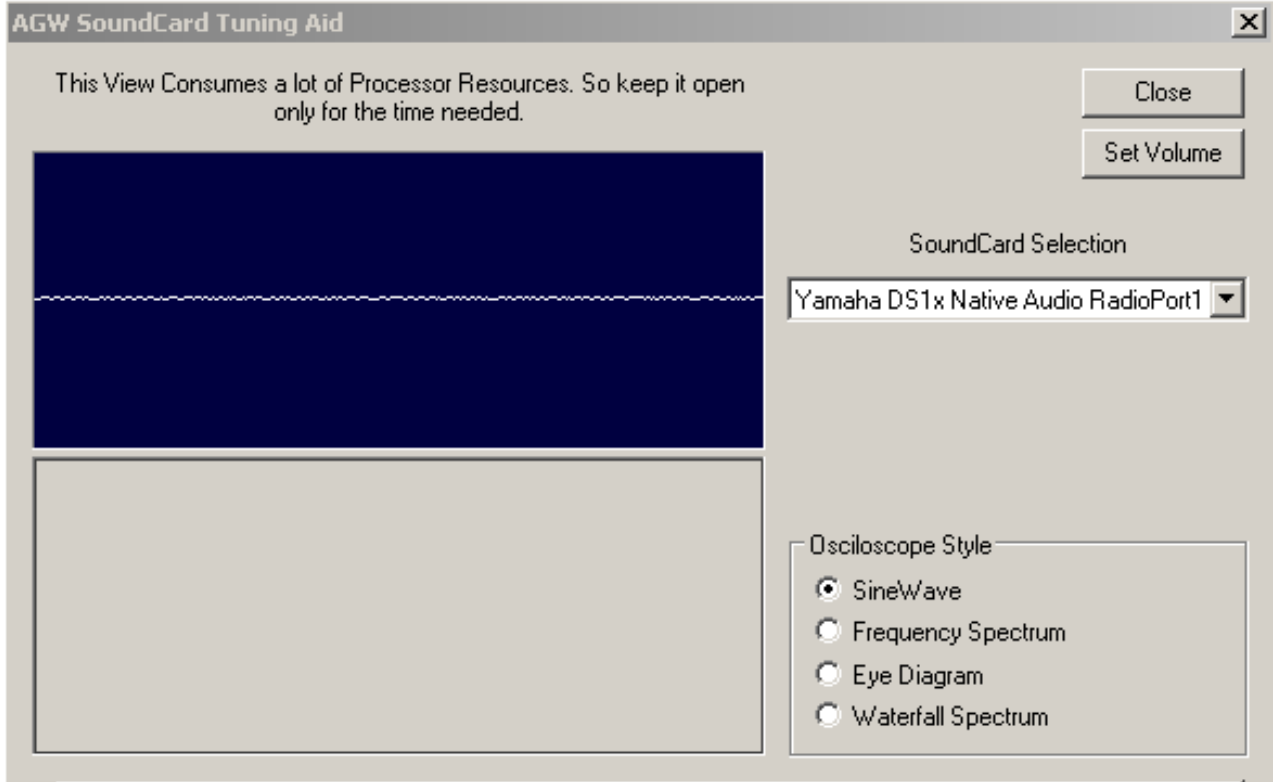 AGW SoundCard Tuning Aid
This View Consumes a lot of Processor Resources. So keep it open
only for the time needed.
Close
Set Volume
SoundCard Selection
Yamaha DS1x Native Audio RadioPort1
Osciloscope Style
SineWave
Frequency Spectrum
Eye Diagram
Waterfall Spectrum